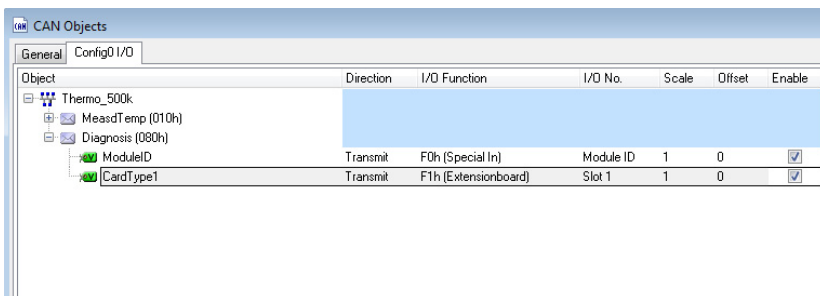 CAN CAN Objects
General Config0 I/O
Object Direction I/O Function I/O No. Scale Offset Enable
Thermo_500k
MeasdTemp (010h)
Diagnosis (080h)
ModuleID Transmit F0h (Special In) Module ID 1 0
CardType1 Transmit F1h (Extensionboard) Slot 1 1 0